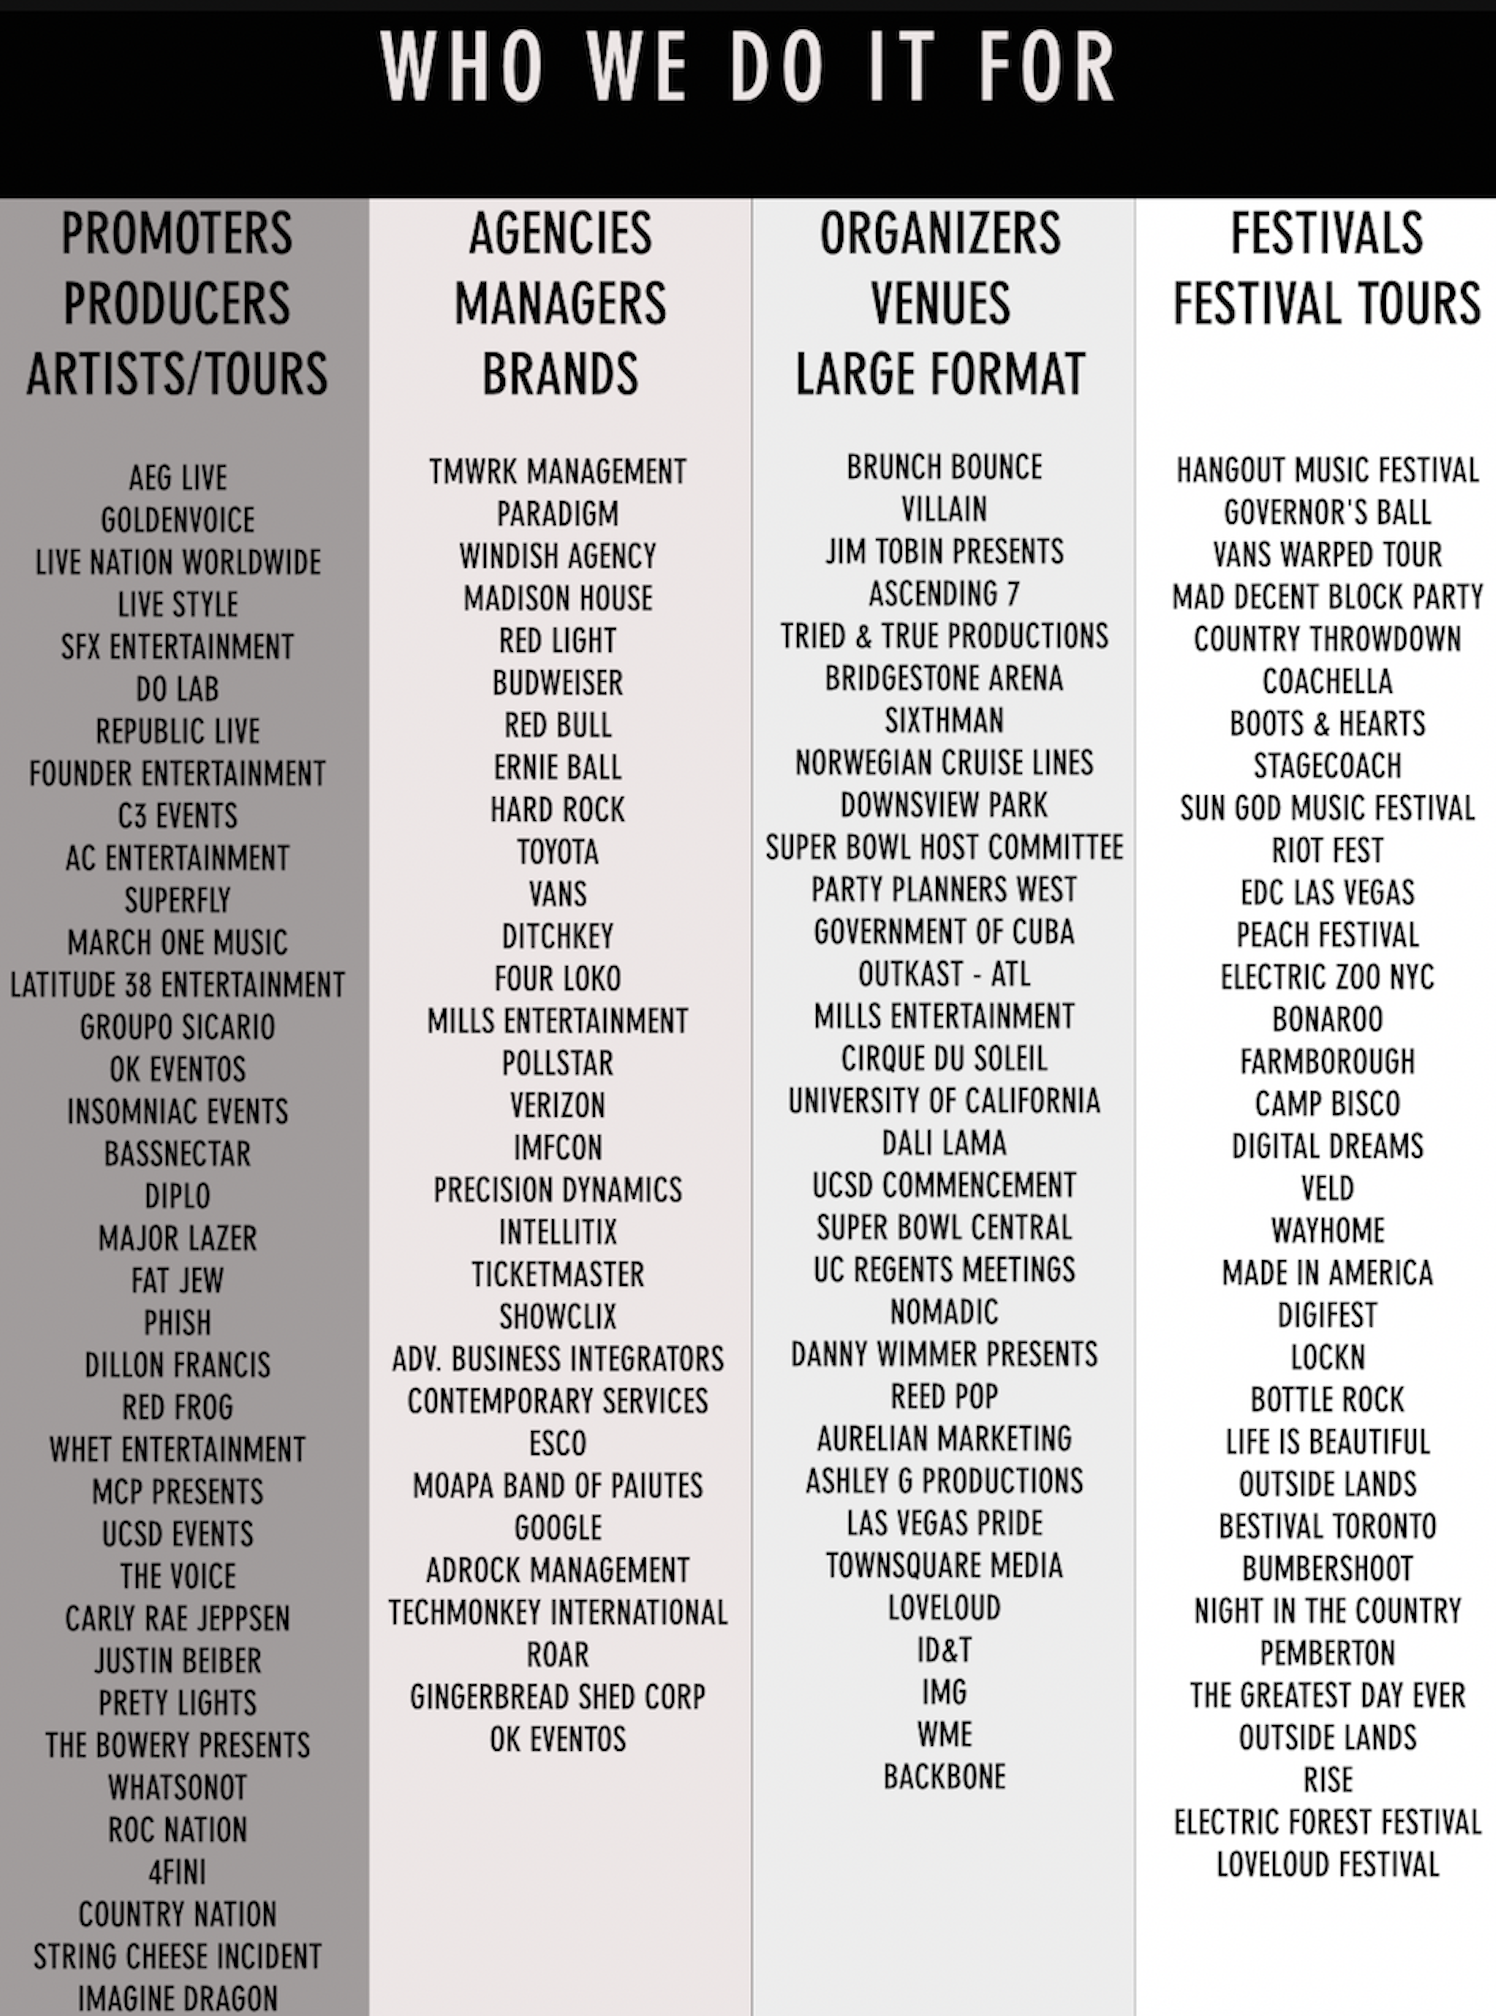 WHO WE DO IT FOR
PROMOTERS
PRODUCERS
ARTISTS/TOURS
AEG LIVE
GOLDENVOICE
LIVE NATION WORLDWIDE
LIVE STYLE
SFX ENTERTAINMENT
DO LAB
REPUBLIC LIVE
FOUNDER ENTERTAINMENT
C3 EVENTS
AC ENTERTAINMENT
SUPERFLY
MARCH ONE MUSIC
LATITUDE 38 ENTERTAINMENT
GROUPO SICARIO
OK EVENTOS
INSOMNIAC EVENTS
BASSNECTAR
DIPLO
MAJOR LAZER
FAT JEW
PHISH
DILLON FRANCIS
RED FROG
WHET ENTERTAINMENT
MCP PRESENTS
UCSD EVENTS
THE VOICE
CARLY RAE JEPPSEN
JUSTIN BEIBER
PRETY LIGHTS
THE BOWERY PRESENTS
WHATSONOT
ROC NATION
4FINI
COUNTRY NATION
STRING CHEESE INCIDENT
IMAGINE DRAGON
AGENCIES
MANAGERS
BRANDS
TMWRK MANAGEMENT
PARADIGM
WINDISH AGENCY
MADISON HOUSE
RED LIGHT
BUDWEISER
RED BULL
ERNIE BALL
HARD ROCK
TOYOTA
VANS
DITCHKEY
FOUR LOKO
MILLS ENTERTAINMENT
POLLSTAR
VERIZON
IMFCON
PRECISION DYNAMICS
INTELLITIX
TICKETMASTER
SHOWCLIX
ADV. BUSINESS INTEGRATORS
CONTEMPORARY SERVICES
ESCO
MOAPA BAND OF PAIUTES
GOOGLE
ADROCK MANAGEMENT
TECHMONKEY INTERNATIONAL
ROAR
GINGERBREAD SHED CORP
OK EVENTOS
ORGANIZERS
VENUES
LARGE FORMAT
BRUNCH BOUNCE
VILLAIN
JIM TOBIN PRESENTS
ASCENDING 7
TRIED & TRUE PRODUCTIONS
BRIDGESTONE ARENA
SIXTHMAN
NORWEGIAN CRUISE LINES
DOWNSVIEW PARK
SUPER BOWL HOST COMMITTEE
PARTY PLANNERS WEST
GOVERNMENT OF CUBA
OUTKAST - ATL
MILLS ENTERTAINMENT
CIRQUE DU SOLEIL
UNIVERSITY OF CALIFORNIA
DALI LAMA
UCSD COMMENCEMENT
SUPER BOWL CENTRAL
UC REGENTS MEETINGS
NOMADIC
DANNY WIMMER PRESENTS
REED POP
AURELIAN MARKETING
ASHLEY G PRODUCTIONS
LAS VEGAS PRIDE
TOWNSQUARE MEDIA
LOVELOUD
ID&T
IMG
WME
BACKBONE
FESTIVALS
FESTIVAL TOURS
HANGOUT MUSIC FESTIVAL
GOVERNOR'S BALL
VANS WARPED TOUR
MAD DECENT BLOCK PARTY
COUNTRY THROWDOWN
COACHELLA
BOOTS & HEARTS
STAGECOACH
SUN GOD MUSIC FESTIVAL
RIOT FEST
EDC LAS VEGAS
PEACH FESTIVAL
ELECTRIC ZOO NYC
BONAROO
FARMBOROUGH
CAMP BISCO
DIGITAL DREAMS
VELD
WAYHOME
MADE IN AMERICA
DIGIFEST
LOCKN
BOTTLE ROCK
LIFE IS BEAUTIFUL
OUTSIDE LANDS
BESTIVAL TORONTO
BUMBERSHOOT
NIGHT IN THE COUNTRY
PEMBERTON
THE GREATEST DAY EVER
OUTSIDE LANDS
RISE
ELECTRIC FOREST FESTIVAL
LOVELOUD FESTIVAL